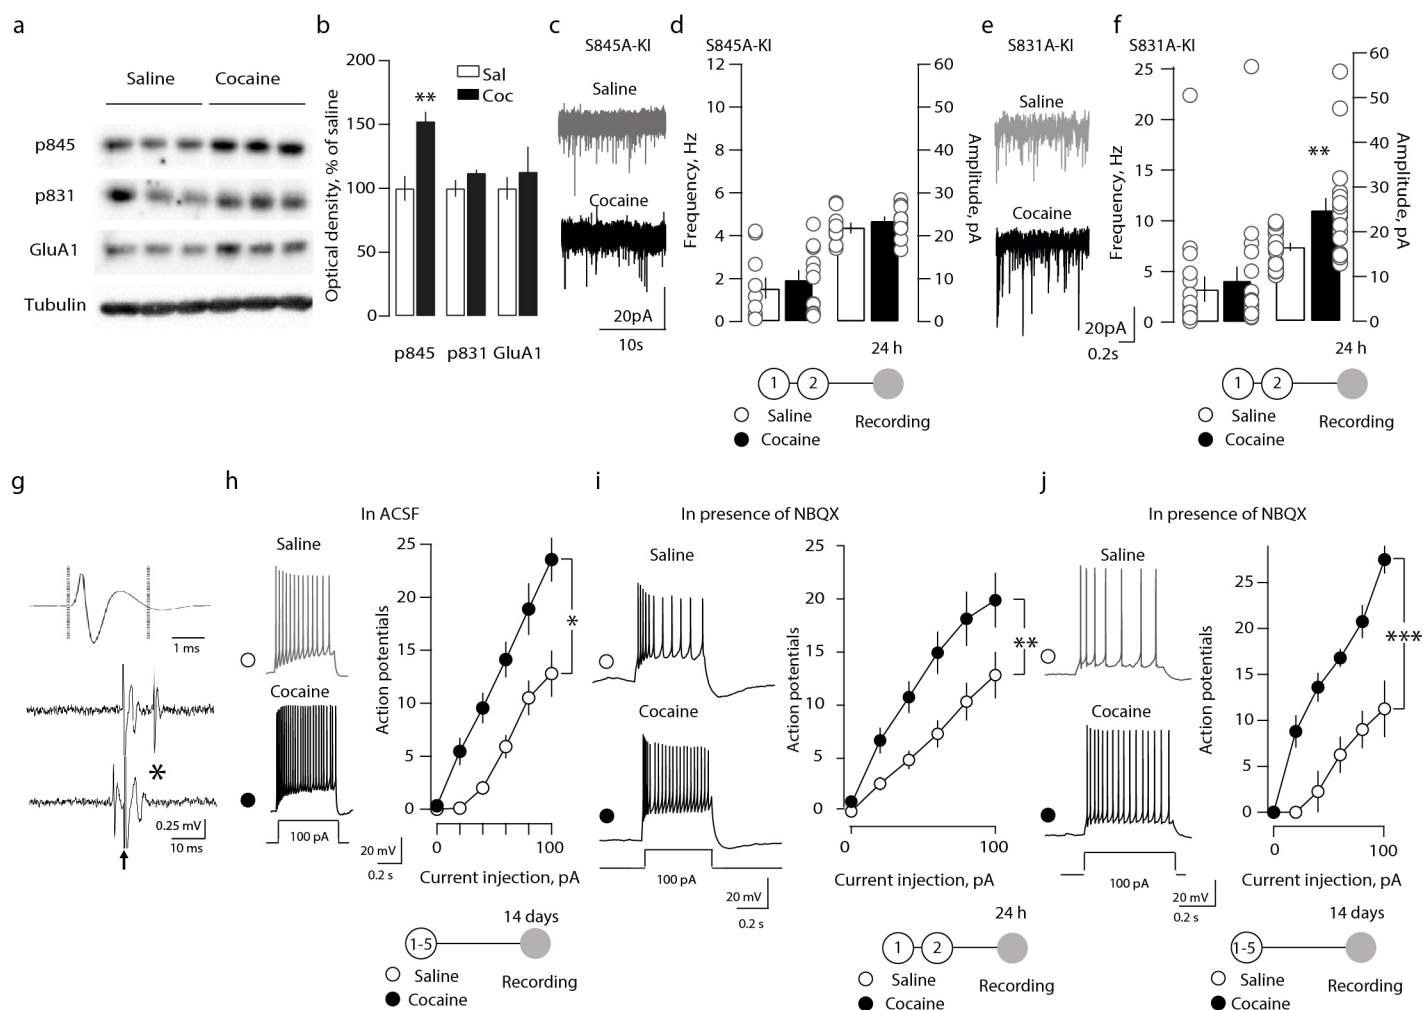 a
Saline
Cocaine
p845
p831
GluA1
Tubulin
b
Optical density, % of saline
200
150
100
50
0
Sal
Coc
**
p845
p831
GluA1
c
S845A-KI
Saline
Cocaine
20pA
10s
d
S845A-KI
Frequency, Hz
12
10
8
6
4
2
0
60
50
40
30
20
10
0
Amplitude, pA
24 h
1
2
Saline
Cocaine
Recording
e
S831A-KI
Saline
Cocaine
20pA
0.2s
f
S831A-KI
Frequency, Hz
25
20
15
10
5
0
**
60
50
40
30
20
10
0
Amplitude, pA
24 h
1
2
Saline
Cocaine
Recording
g
1 ms
*
0.25 mV
10 ms
h
In ACSF
Saline
Cocaine
100 pA
20 mV
0.2 s
Action potentials
25
20
15
10
5
0
*
0
100
Current injection, pA
14 days
1-5
Saline
Cocaine
Recording
i
In presence of NBQX
Saline
Cocaine
100 pA
20 mV
0.2 s
Action potentials
25
20
15
10
5
0
**
0
100
Current injection, pA
24 h
1
2
Saline
Cocaine
Recording
j
In presence of NBQX
Saline
Cocaine
100 pA
20 mV
0.2 s
Action potentials
25
20
15
10
5
0
***
0
100
Current injection, pA
14 days
1-5
Saline
Cocaine
Recording